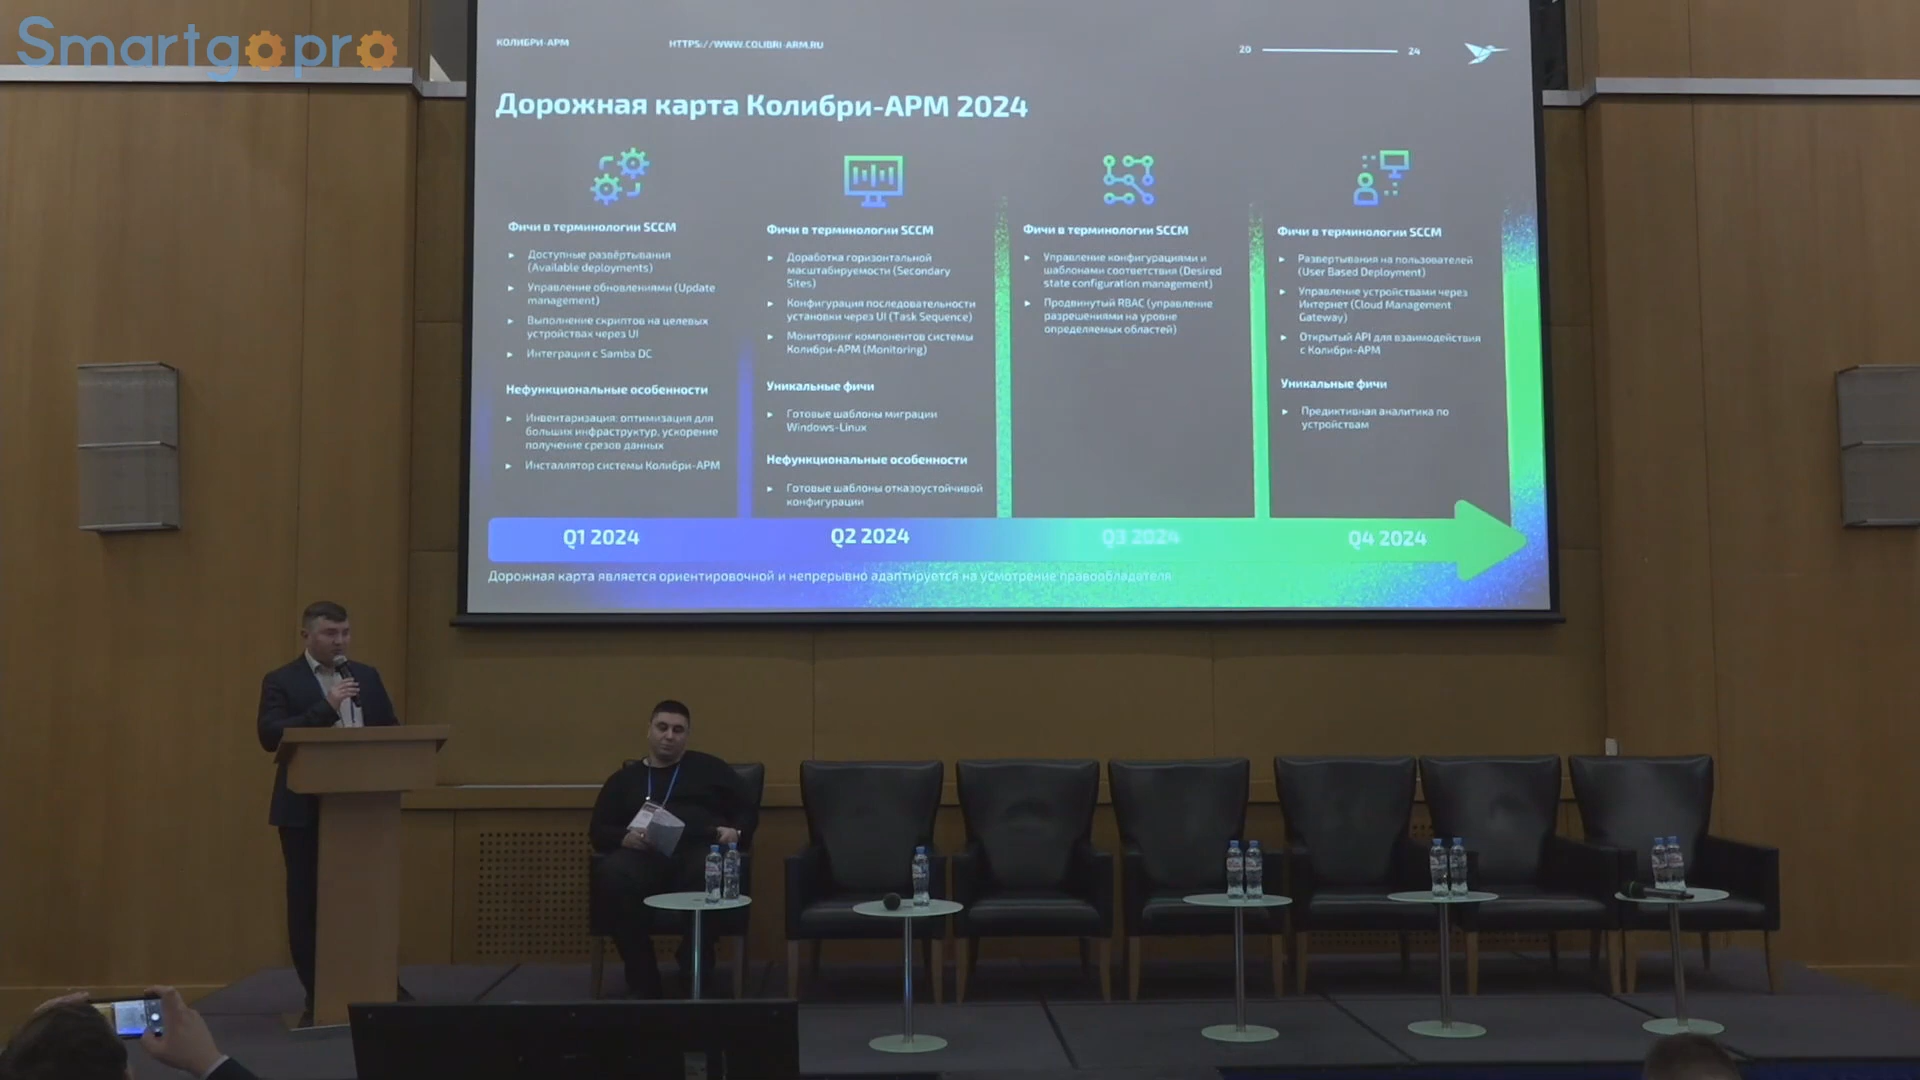 Smartgopro
КОЛИБРИ-АРМ
HTTPS://WWW.COLIBRI-ARM.RU
20
24
Дорожная карта Колибри-АРМ 2024
Фичи в терминологии SCCM
Доступные развёртывания
(Available deployments)
Управление обновлениями (Update
management)
Выполнение скриптов на целевых
устройствах через UI
Интеграция с Samba DC
Нефункциональные особенности
Инвентаризация: оптимизация для
больших инфраструктур, ускорение
получение срезов данных
Инсталлятор системы Колибри-АРМ
Фичи в терминологии SCCM
Доработка горизонтальной
масштабируемости (Secondary
Sites)
Конфигурация последовательности
установки через UI (Task Sequence)
Мониторинг компонентов системы
Колибри-АРМ (Monitoring)
Уникальные фичи
Готовые шаблоны миграции
Windows-Linux
Нефункциональные особенности
Готовые шаблоны отказоустойчивой
конфигурации
Фичи в терминологии SCCM
Управление конфигурациями и
шаблонами соответствия (Desired
state configuration management)
Продвинутый RBAC (управление
разрешениями на уровне
определяемых областей)
Фичи в терминологии SCCM
Развертывания на пользователей
(User Based Deployment)
Управление устройствами через
Интернет (Cloud Management
Gateway)
Открытый API для взаимодействия
с Колибри-АРМ
Уникальные фичи
Предиктивная аналитика по
устройствам
Q1 2024
Q2 2024
Q3 2024
Q4 2024
Дорожная карта является ориентировочной и непрерывно адаптируется на усмотрение правообладателя